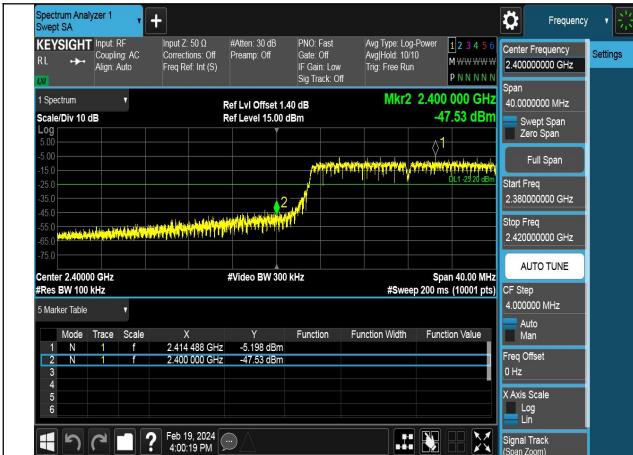 Spectrum Analyzer 1
Swept SA
+
Frequency
KEYSIGHT
RL
Input: RF
Coupling: AC
Align: Auto
Input Z: 50 Ω
Corrections: Off
Freq Ref: Int (S)
#Atten: 30 dB
Preamp: Off
PNO: Fast
Gate: Off
IF Gain: Low
Sig Track: Off
Avg Type: Log-Power
Avg|Hold: 10/10
Trig: Free Run
1 2 3 4 5 6
M W W W W W
P N N N N N
LXI
1 Spectrum
Scale/Div 10 dB
Ref Lvl Offset 1.40 dB
Ref Level 15.00 dBm
Mkr2 2.400 000 GHz
-47.53 dBm
Log
5.00
-5.00
-15.0
-25.0
-35.0
-45.0
-55.0
-65.0
-75.0
1
2
DL1 -25.20 dBm
Center 2.40000 GHz
#Res BW 100 kHz
#Video BW 300 kHz
Span 40.00 MHz
#Sweep 200 ms (10001 pts)
5 Marker Table
Mode Trace Scale X Y Function Function Width Function Value
1 N 1 f 2.414 488 GHz -5.198 dBm
2 N 1 f 2.400 000 GHz -47.53 dBm
3
4
5
6
?
Feb 19, 2024
4:00:19 PM
Center Frequency
2.400000000 GHz
Span
40.0000000 MHz
Swept Span
Zero Span
Full Span
Start Freq
2.380000000 GHz
Stop Freq
2.420000000 GHz
AUTO TUNE
CF Step
4.000000 MHz
Auto
Man
Freq Offset
0 Hz
X Axis Scale
Log
Lin
Signal Track
(Span Zoom)
Settings